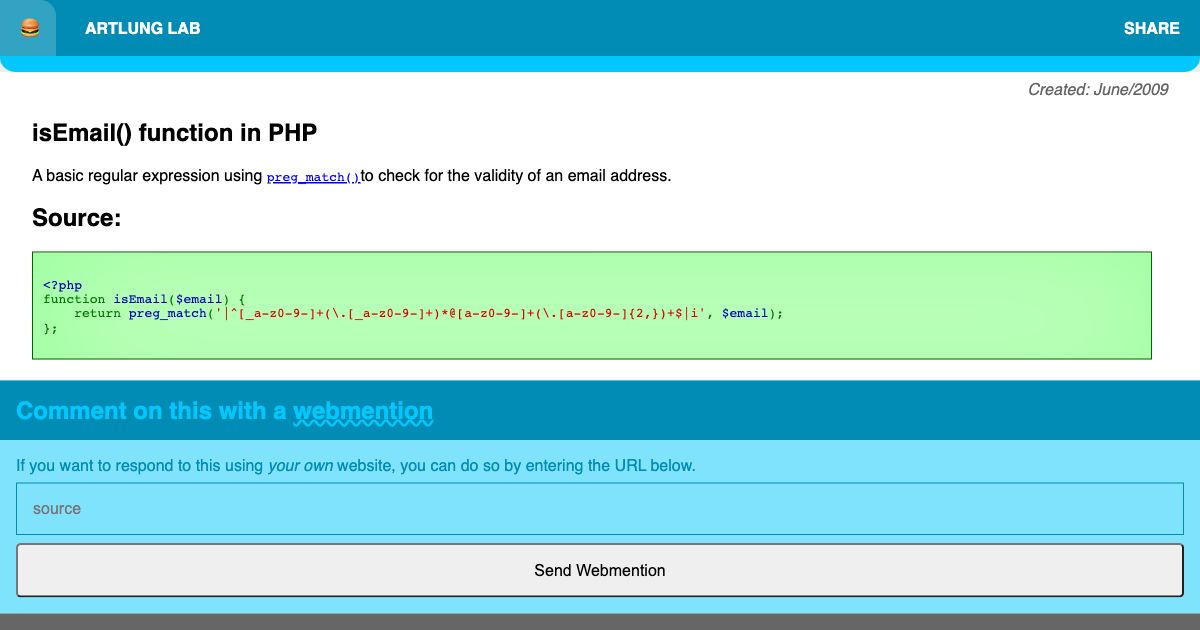 ARTLUNG LAB
SHARE
Created: June/2009
isEmail() function in PHP
A basic regular expression using preg_match()to check for the validity of an email address.
Source:
<?php
function isEmail($email) {
    return preg_match('|^[_a-z0-9-]+(\.[_a-z0-9-]+)*@[a-z0-9-]+(\.[a-z0-9-]{2,})+$|i', $email);
};
Comment on this with a webmention
If you want to respond to this using your own website, you can do so by entering the URL below.
source
Send Webmention